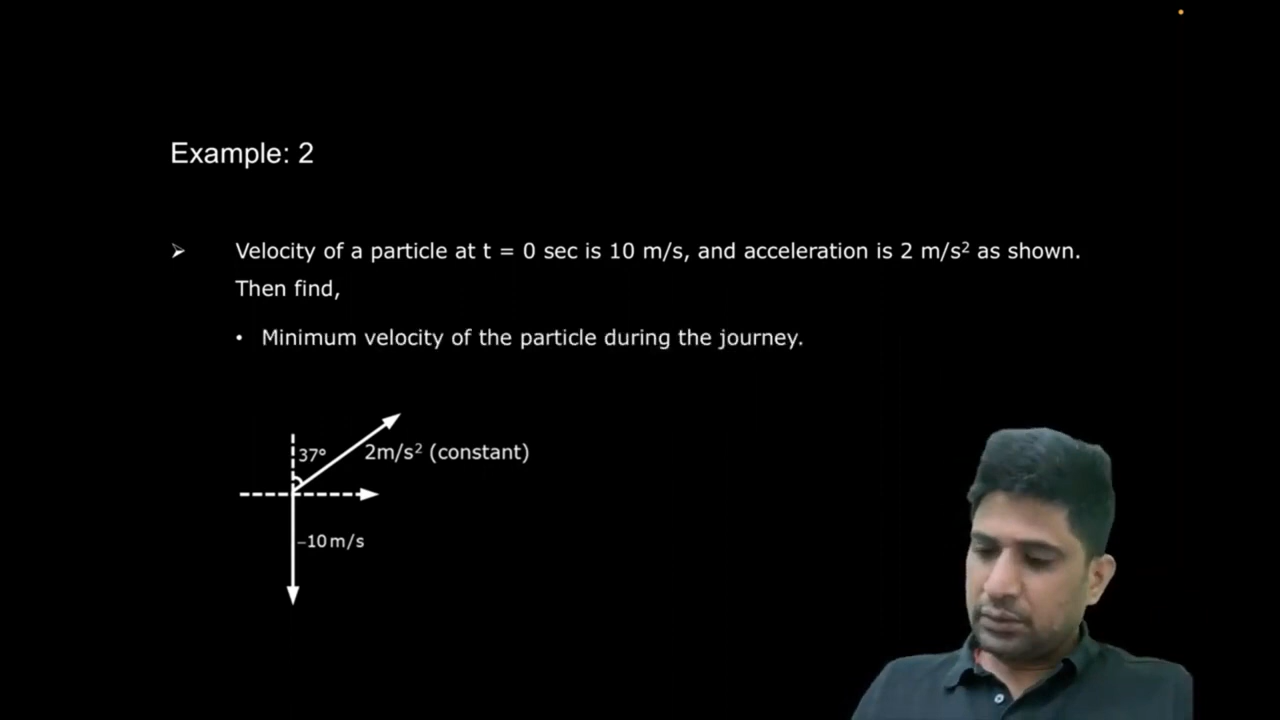 Example: 2
Velocity of a particle at t = 0 sec is 10 m/s, and acceleration is 2 m/s² as shown.
Then find,
• Minimum velocity of the particle during the journey.
37°
2m/s² (constant)
–10 m/s